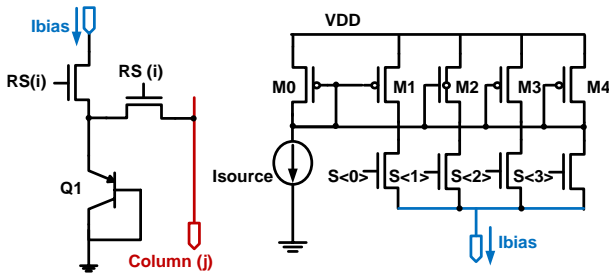 Ibias
VDD
RS(i)
RS (i)
M0
M1
M2
M3
M4
Isource
S<0>
S<1>
S<2>
S<3>
Q1
Column (j)
Ibias